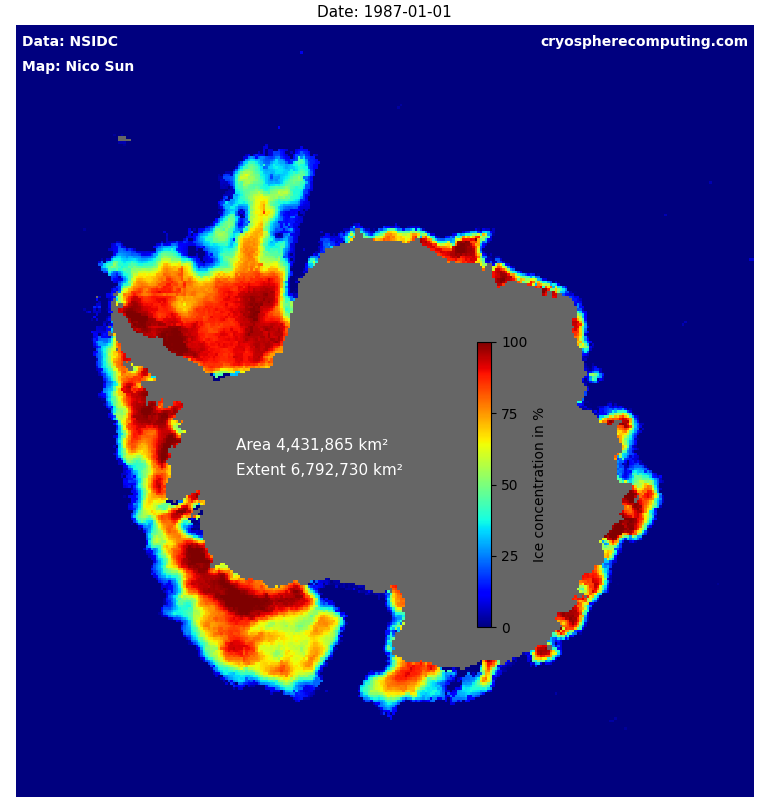 Date: 1987-01-01
Data: NSIDC
cryospherecomputing.com
Map: Nico Sun
100
75
50
25
0
Ice concentration in %
Area 4,431,865 km²
Extent 6,792,730 km²